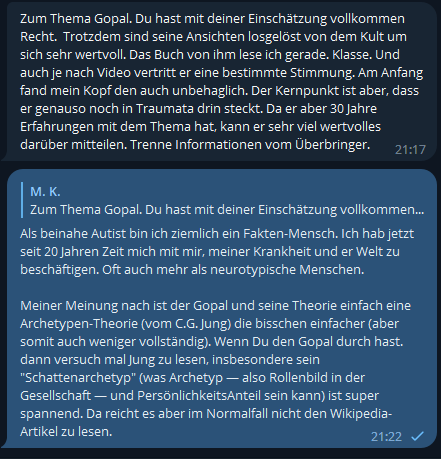 Zum Thema Gopal. Du hast mit deiner Einschätzung vollkommen
Recht.  Trotzdem sind seine Ansichten losgelöst von dem Kult um
sich sehr wertvoll. Das Buch von ihm lese ich gerade. Klasse. Und
auch je nach Video vertritt er eine bestimmte Stimmung. Am Anfang
fand mein Kopf den auch unbehaglich. Der Kernpunkt ist aber, dass
er genauso noch in Traumata drin steckt. Da er aber 30 Jahre
Erfahrungen mit dem Thema hat, kann er sehr viel wertvolles
darüber mitteilen. Trenne Informationen vom Überbringer.
21:17
M. K.
Zum Thema Gopal. Du hast mit deiner Einschätzung vollkommen...
Als beinahe Autist bin ich ziemlich ein Fakten-Mensch. Ich hab jetzt
seit 20 Jahren Zeit mich mit mir, meiner Krankheit und er Welt zu
beschäftigen. Oft auch mehr als neurotypische Menschen.
Meiner Meinung nach ist der Gopal und seine Theorie einfach eine
Archetypen-Theorie (vom C.G. Jung) die bisschen einfacher (aber
somit auch weniger vollständig). Wenn Du den Gopal durch hast.
dann versuch mal Jung zu lesen, insbesondere sein
"Schattenarchetyp" (was Archetyp — also Rollenbild in der
Gesellschaft — und PersönlichkeitsAnteil sein kann) ist super
spannend. Da reicht es aber im Normalfall nicht den Wikipedia-
Artikel zu lesen.
21:22